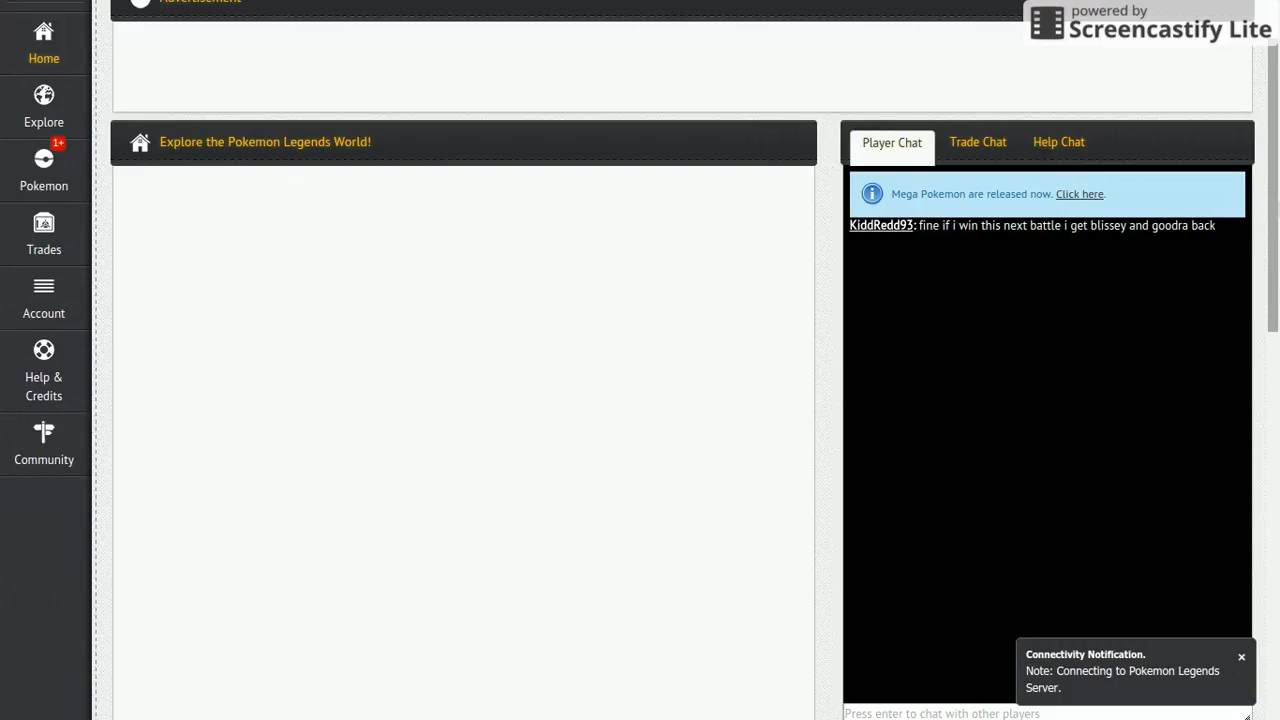 Advertisement
powered by
Screencastify Lite
Home
Explore
1+
Pokemon
Trades
Account
Help &
Credits
Community
Explore the Pokemon Legends World!
Player Chat
Trade Chat
Help Chat
Mega Pokemon are released now. Click here.
KiddRedd93: fine if i win this next battle i get blissey and goodra back
Connectivity Notification.
×
Note: Connecting to Pokemon Legends
Server.
Press enter to chat with other players